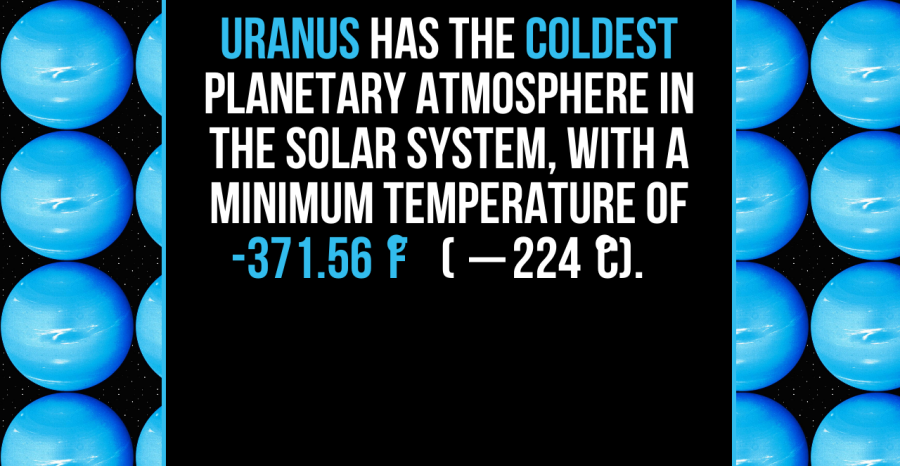 URANUS HAS THE COLDEST
PLANETARY ATMOSPHERE IN
THE SOLAR SYSTEM, WITH A
MINIMUM TEMPERATURE OF
-371.56 °F ( —224 °C).